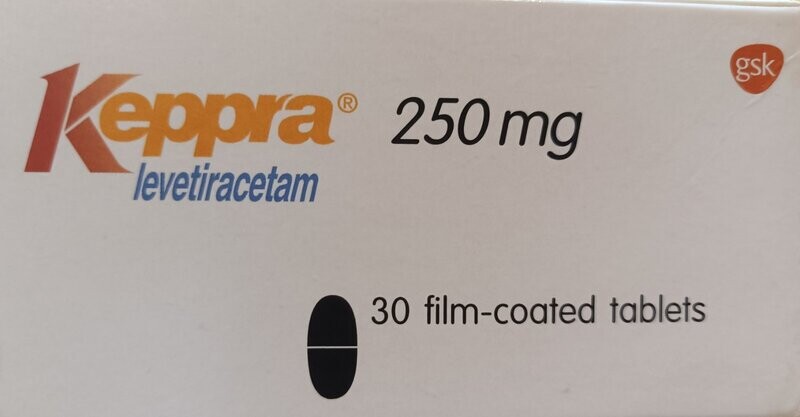 Keppra® 250 mg
gsk
levetiracetam
30 film-coated tablets